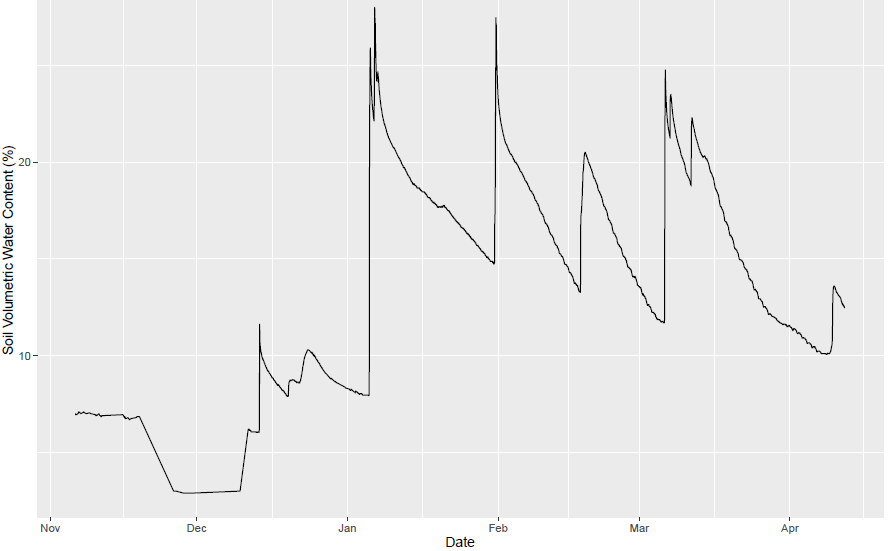 Soil Volumetric Water Content (%)
20
10
Nov Dec Jan Feb Mar Apr
Date